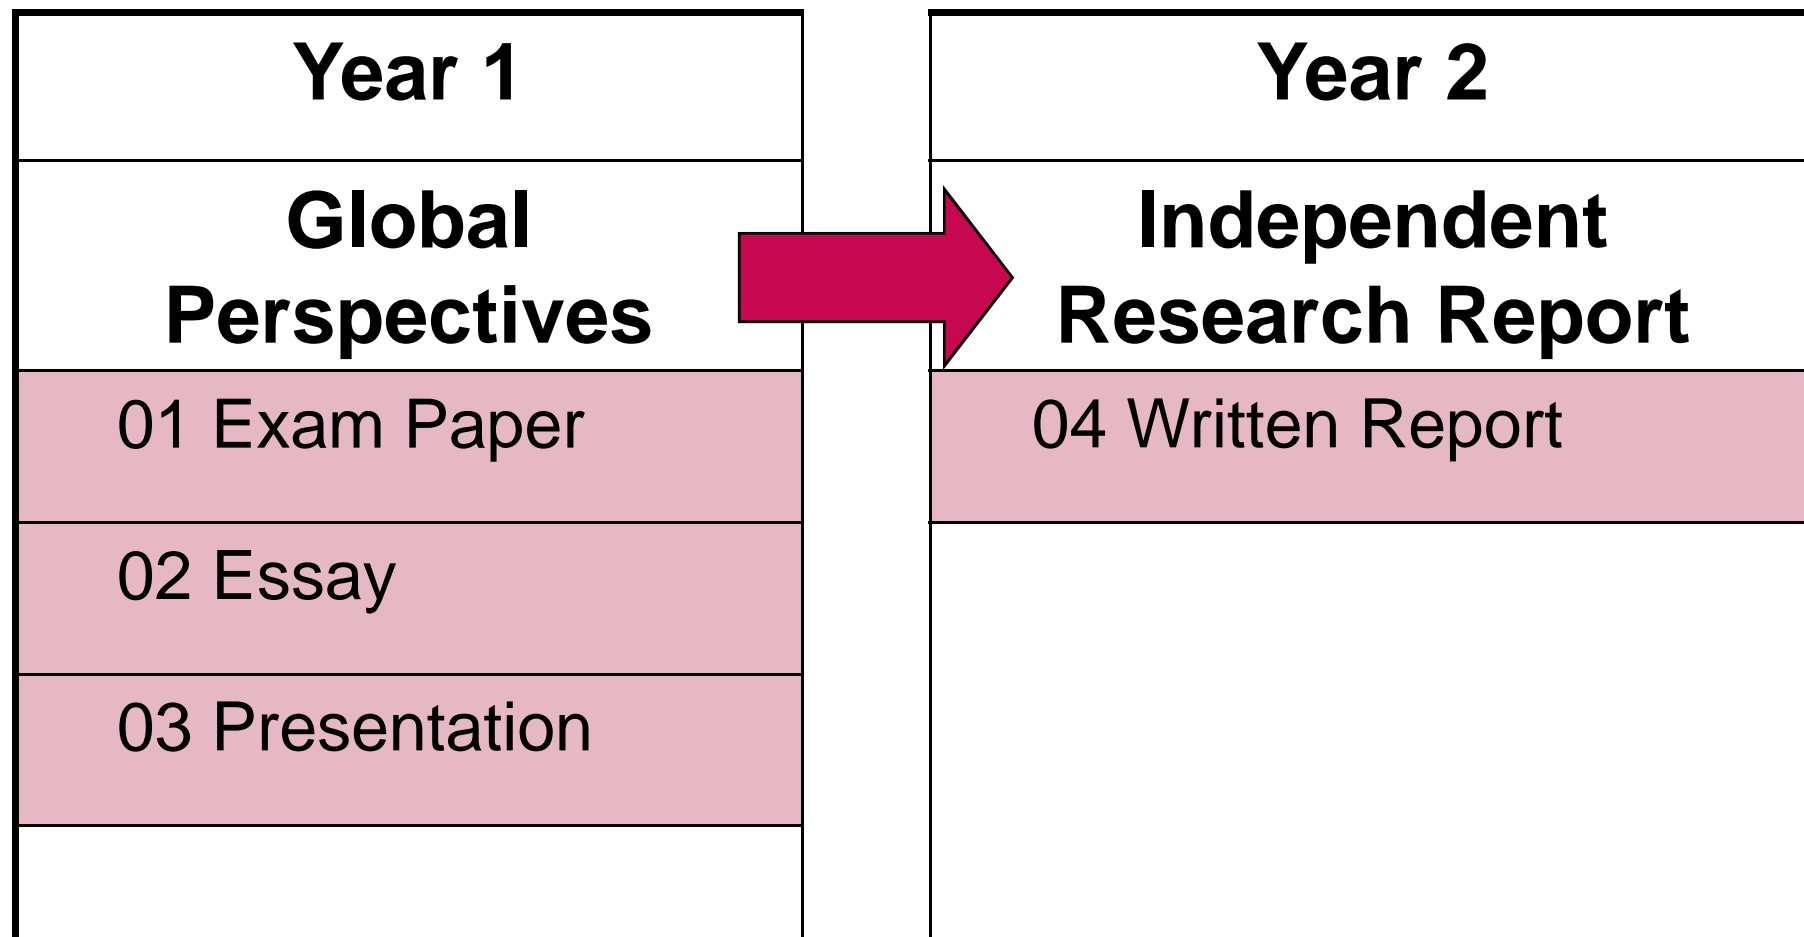 Year 1
Global
Perspectives
01 Exam Paper
02 Essay
03 Presentation
Year 2
Independent
Research Report
04 Written Report